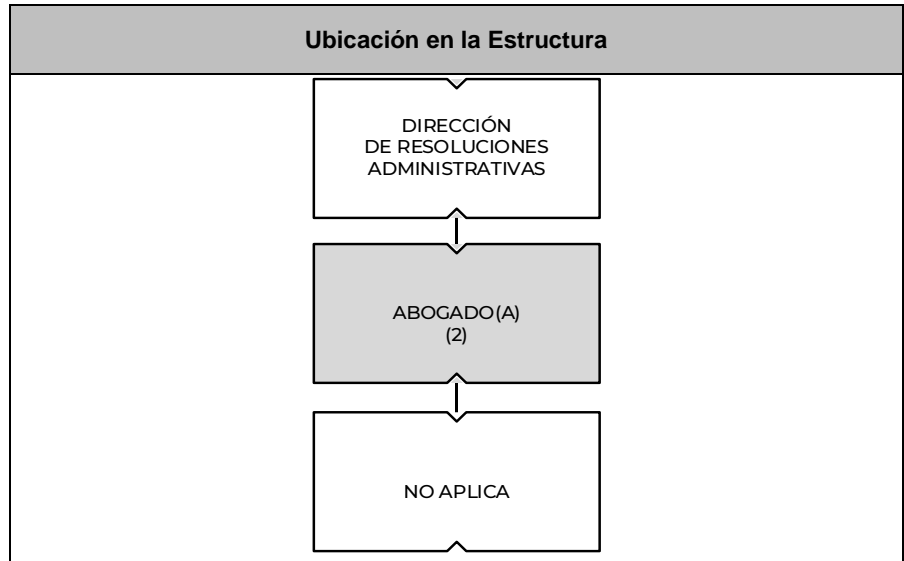 Ubicación en la Estructura
DIRECCIÓN
DE RESOLUCIONES
ADMINISTRATIVAS
ABOGADO(A)
(2)
NO APLICA